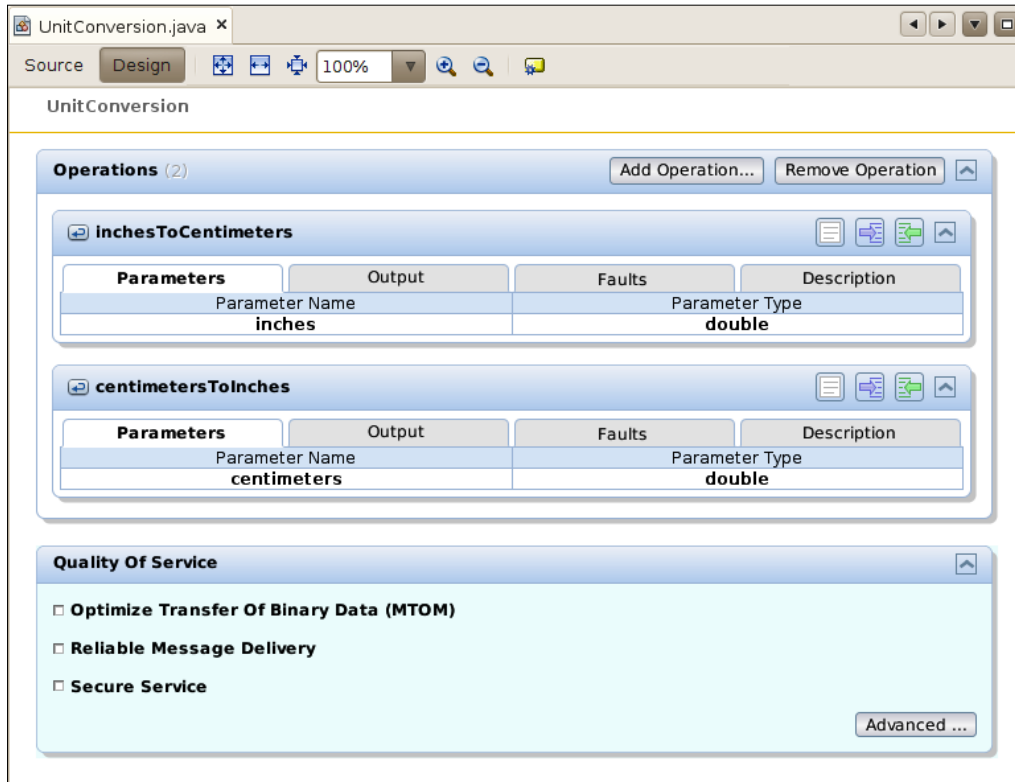 UnitConversion.java
Source Design 100%
UnitConversion
Operations (2) Add Operation... Remove Operation
inchesToCentimeters
Parameters Output Faults Description
Parameter Name Parameter Type
inches double
centimetersToInches
Parameters Output Faults Description
Parameter Name Parameter Type
centimeters double
Quality Of Service
Optimize Transfer Of Binary Data (MTOM)
Reliable Message Delivery
Secure Service
Advanced ...